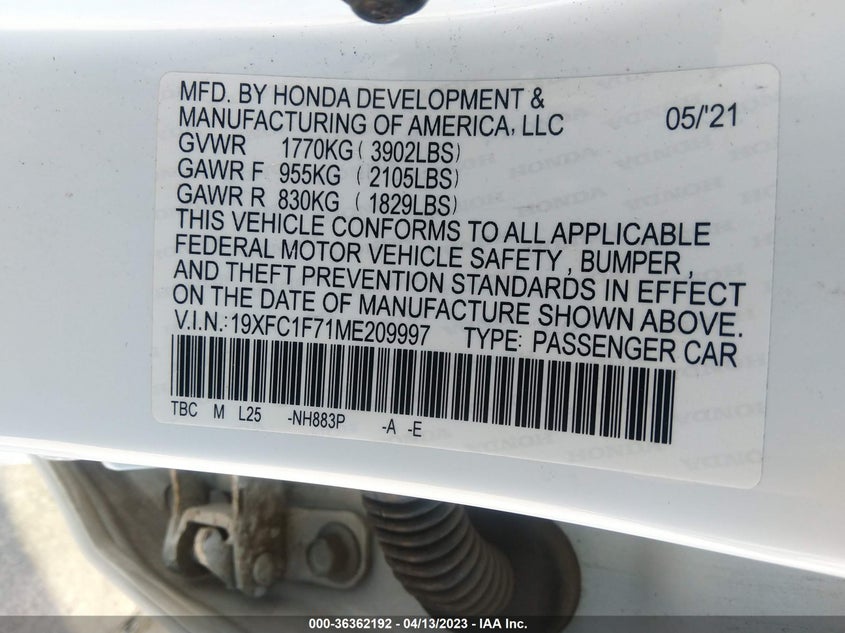 MFD. BY HONDA DEVELOPMENT &
MANUFACTURING OF AMERICA, LLC 05/'21
GVWR 1770KG ( 3902LBS)
GAWR F 955KG ( 2105LBS)
GAWR R 830KG ( 1829LBS)
THIS VEHICLE CONFORMS TO ALL APPLICABLE
FEDERAL MOTOR VEHICLE SAFETY , BUMPER ,
AND THEFT PREVENTION STANDARDS IN EFFECT
ON THE DATE OF MANUFACTURE SHOWN ABOVE.
V.I.N.: 19XFC1F71ME209997 TYPE: PASSENGER CAR
TBC M L25 -NH883P -A -E
000-36362192 - 04/13/2023 - IAA Inc.